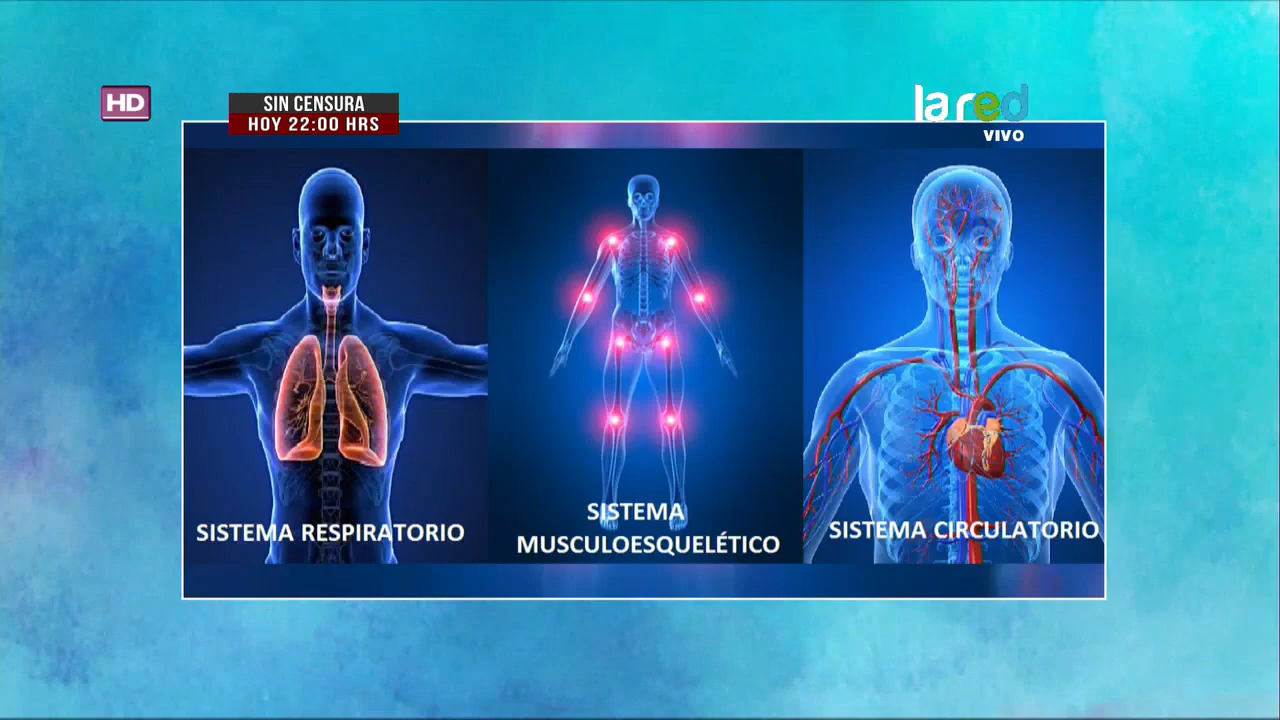 HD
SIN CENSURA
HOY 22:00 HRS
la red
VIVO
SISTEMA RESPIRATORIO
SISTEMA
MUSCULOESQUELÉTICO
SISTEMA CIRCULATORIO